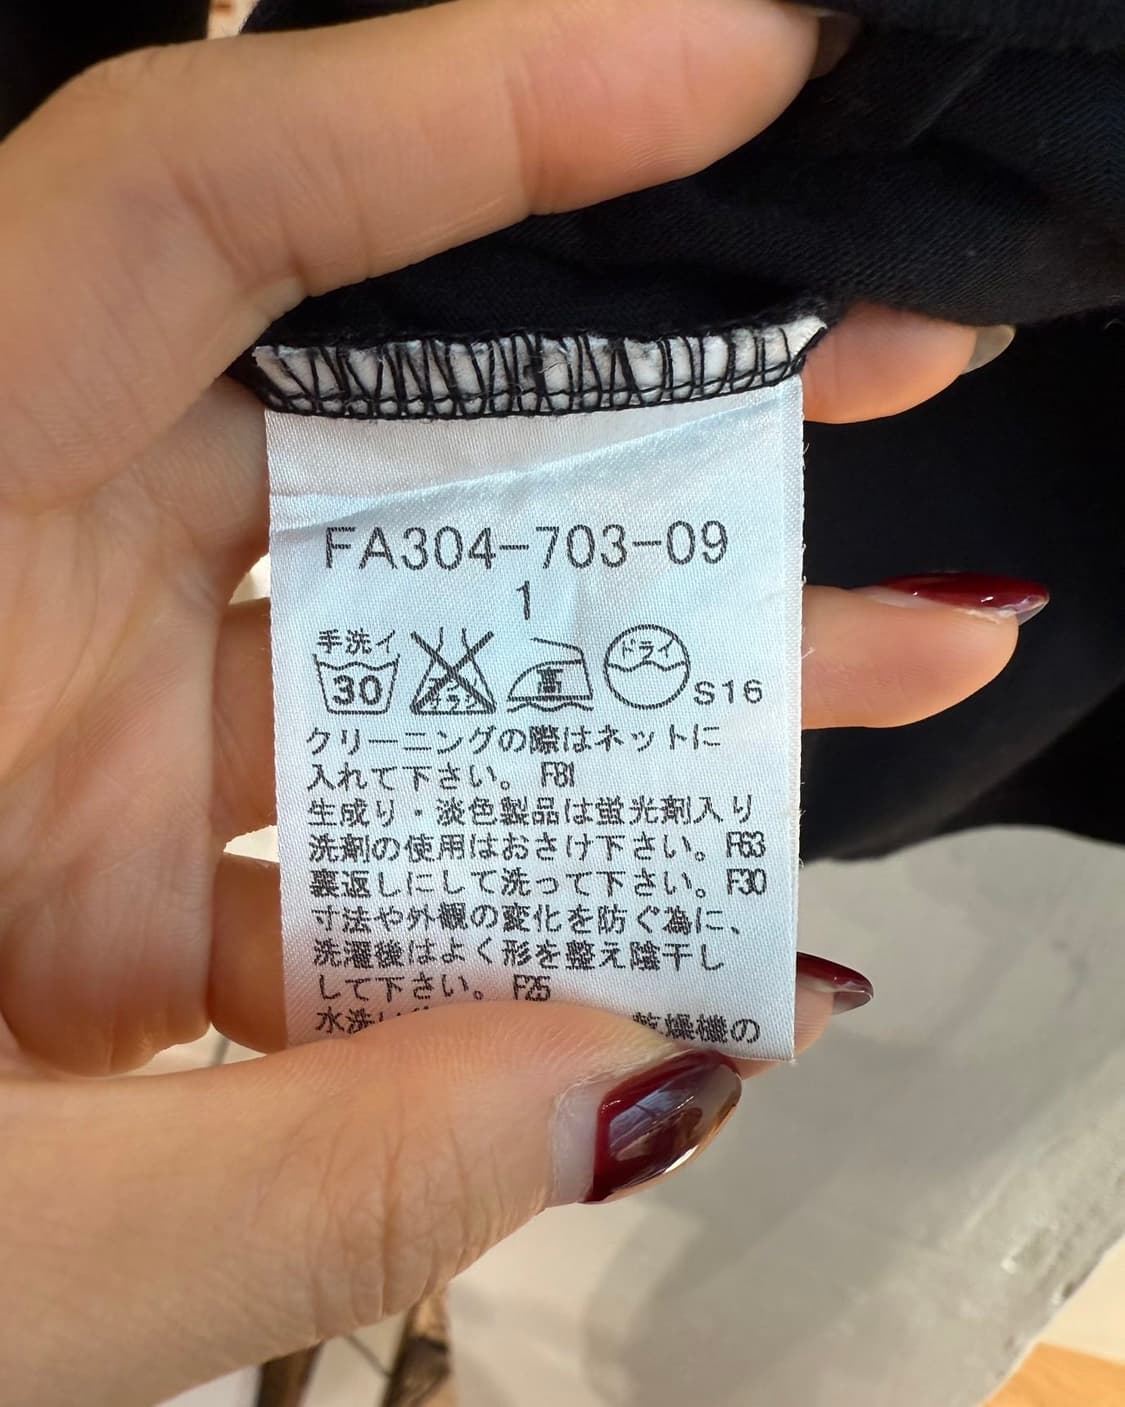 FA304-703-09
1
手洗イ
30
高
ドライ
S16
クリーニングの際はネットに
入れて下さい。 F81
生成り・淡色製品は蛍光剤入り
洗剤の使用はおさけ下さい。F63
裏返しにして洗って下さい。F30
寸法や外観の変化を防ぐ為に、
洗濯後はよく形を整え陰干し
して下さい。 F25
水洗い
乾燥機の